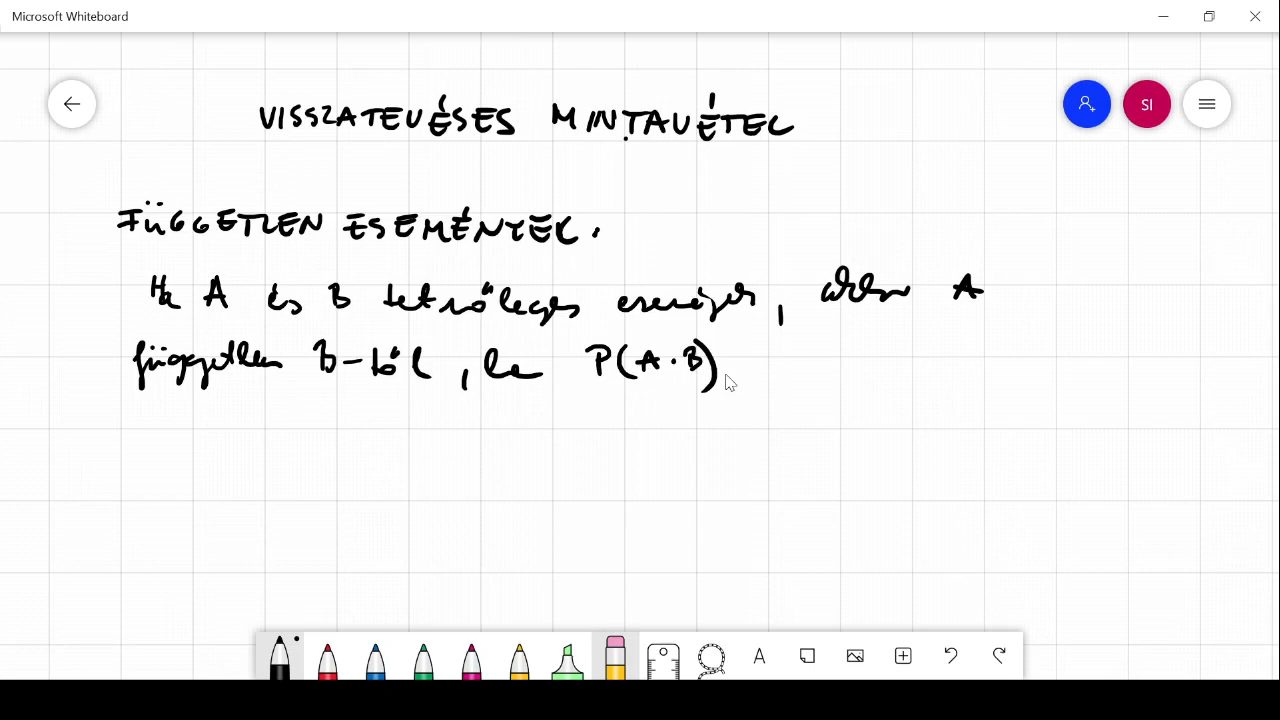 Microsoft Whiteboard
SI
VISSZATEVÉSES MINTAVÉTEL
FÜGGETLEN ESEMÉNYEK.
Ha A és B tetszőleges események, akkor A
független B-től, ha P(A·B)
A